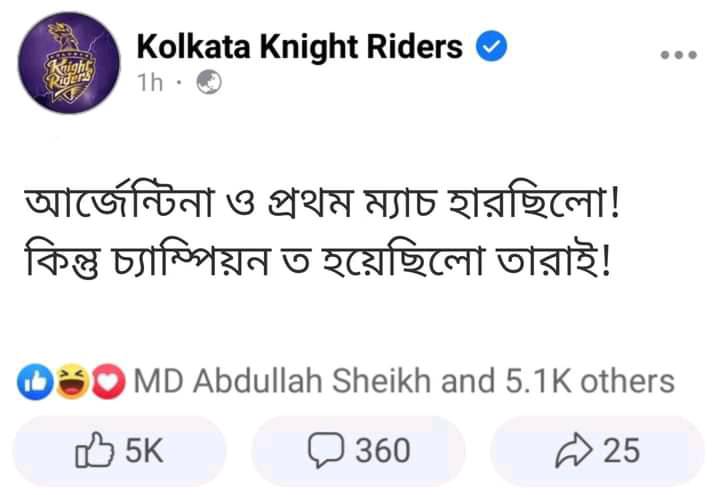 Knight Riders
Kolkata Knight Riders
1h ·
আর্জেন্টিনা ও প্রথম ম্যাচ হারছিলো!
কিন্তু চ্যাম্পিয়ন ত হয়েছিলো তারাই!
MD Abdullah Sheikh and 5.1K others
5K 360 25